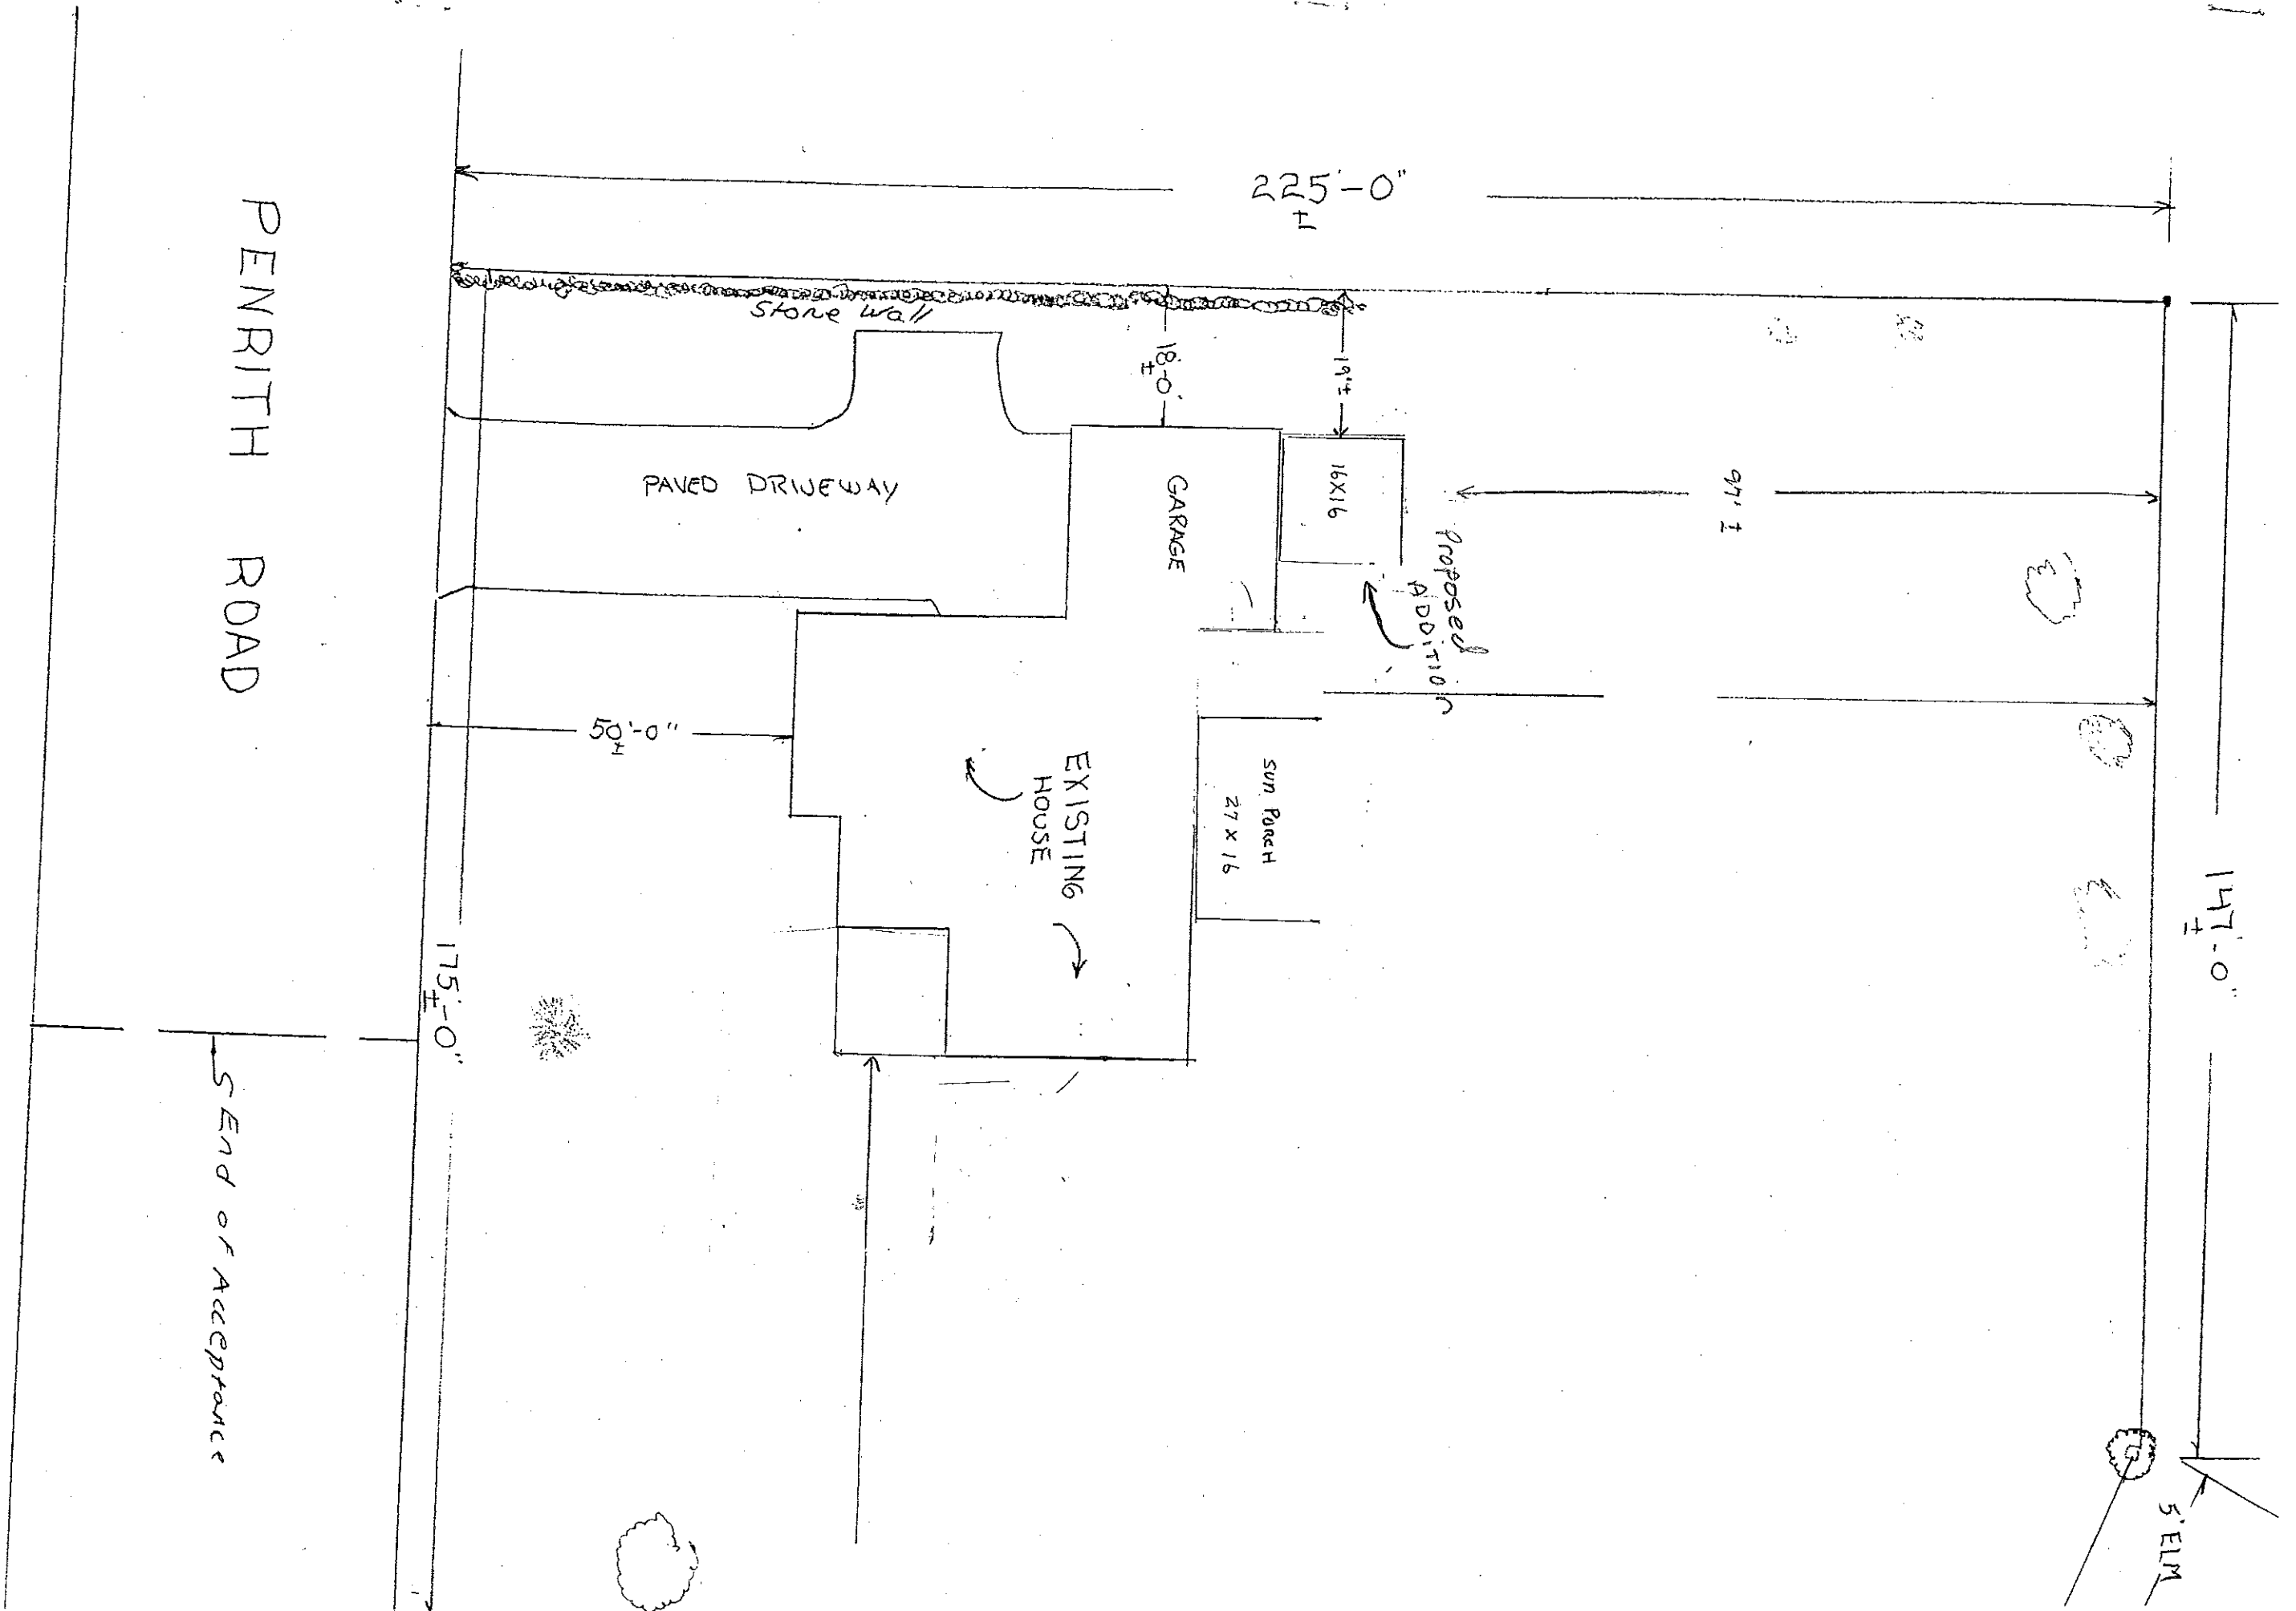 225'-0"
±
147'-0"
±
5' ELM
Stone Wall
18'-0"
±
19'±
97' ±
16X16
Proposed
ADDITION
GARAGE
PAVED DRIVEWAY
SUN PORCH
27 X 16
EXISTING
HOUSE
50'-0"
±
175'-0"
±
PENRITH ROAD
End of Acceptance